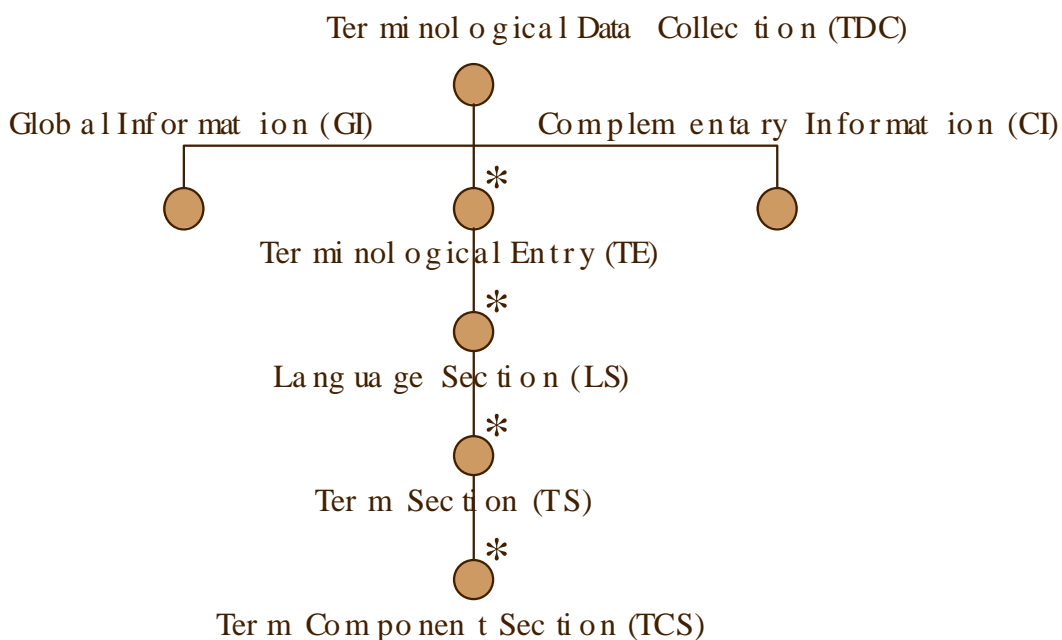 Terminological Data Collection (TDC)
Global Information (GI)
Complementary Information (CI)
*
Terminological Entry (TE)
*
Language Section (LS)
*
Term Section (TS)
*
Term Component Section (TCS)